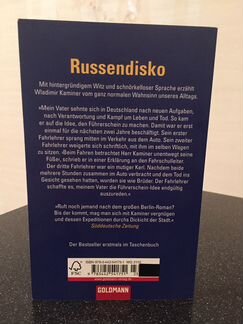 Russendisko
Mit hintergründigem Witz und schnörkelloser Sprache erzählt
Wladimir Kaminer vom ganz normalen Wahnsinn unseres Alltags.
»Mein Vater sehnte sich in Deutschland nach neuen Aufgaben,
nach Verantwortung und Kampf um Leben und Tod. So kam
er auf die Idee, den Führerschein zu machen. Damit war er erst
einmal für die nächsten zwei Jahre beschäftigt. Sein erster
Fahrlehrer sprang mitten im Verkehr aus dem Auto. Sein zweiter
Fahrlehrer weigerte sich schriftlich, mit ihm im selben Wagen zu
sitzen. ›Beim Fahren betrachtet Herr Kaminer unentwegt seine
Füße‹, schrieb er in einer Erklärung an den Fahrschulleiter.
Der dritte Fahrlehrer war ein mutiger Kerl. Nachdem beide
mehrere Stunden zusammen im Auto verbracht und dem Tod ins
Gesicht gesehen hatten, wurden sie wie Brüder. Der Fahrlehrer
schaffte es, meinem Vater die Führerschein-Idee endgültig
auszureden.«
»Ruft noch jemand nach dem großen Berlin-Roman?
Bis der kommt, mag man sich mit Kaminer vergnügen
und dessen Expeditionen durchs Dickicht der Stadt.«
Süddeutsche Zeitung
Der Bestseller erstmals im Taschenbuch
FSC
GOLDMANN